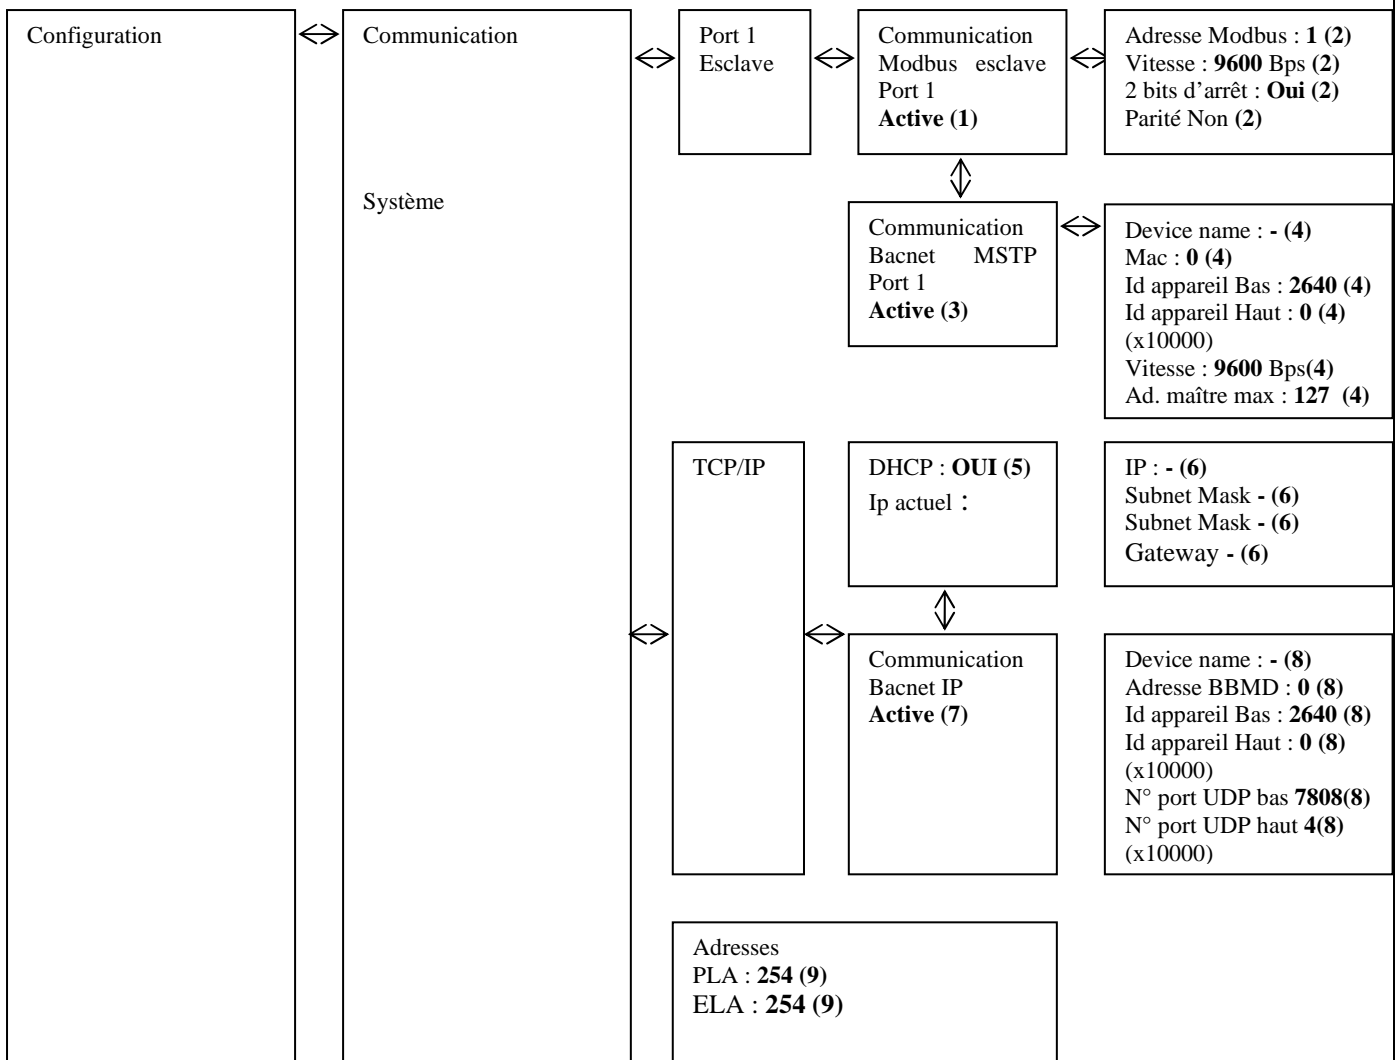 Configuration
Communication
Système
Port 1
Esclave
Communication
Modbus esclave
Port 1
Active (1)
Adresse Modbus : 1 (2)
Vitesse : 9600 Bps (2)
2 bits d'arrêt : Oui (2)
Parité Non (2)
Communication
Bacnet MSTP
Port 1
Active (3)
Device name : - (4)
Mac : 0 (4)
Id appareil Bas : 2640 (4)
Id appareil Haut : 0 (4)
(x10000)
Vitesse : 9600 Bps(4)
Ad. maître max : 127 (4)
TCP/IP
DHCP : OUI (5)
Ip actuel :
IP : - (6)
Subnet Mask - (6)
Subnet Mask - (6)
Gateway - (6)
Communication
Bacnet IP
Active (7)
Device name : - (8)
Adresse BBMD : 0 (8)
Id appareil Bas : 2640 (8)
Id appareil Haut : 0 (8)
(x10000)
N° port UDP bas 7808(8)
N° port UDP haut 4(8)
(x10000)
Adresses
PLA : 254 (9)
ELA : 254 (9)